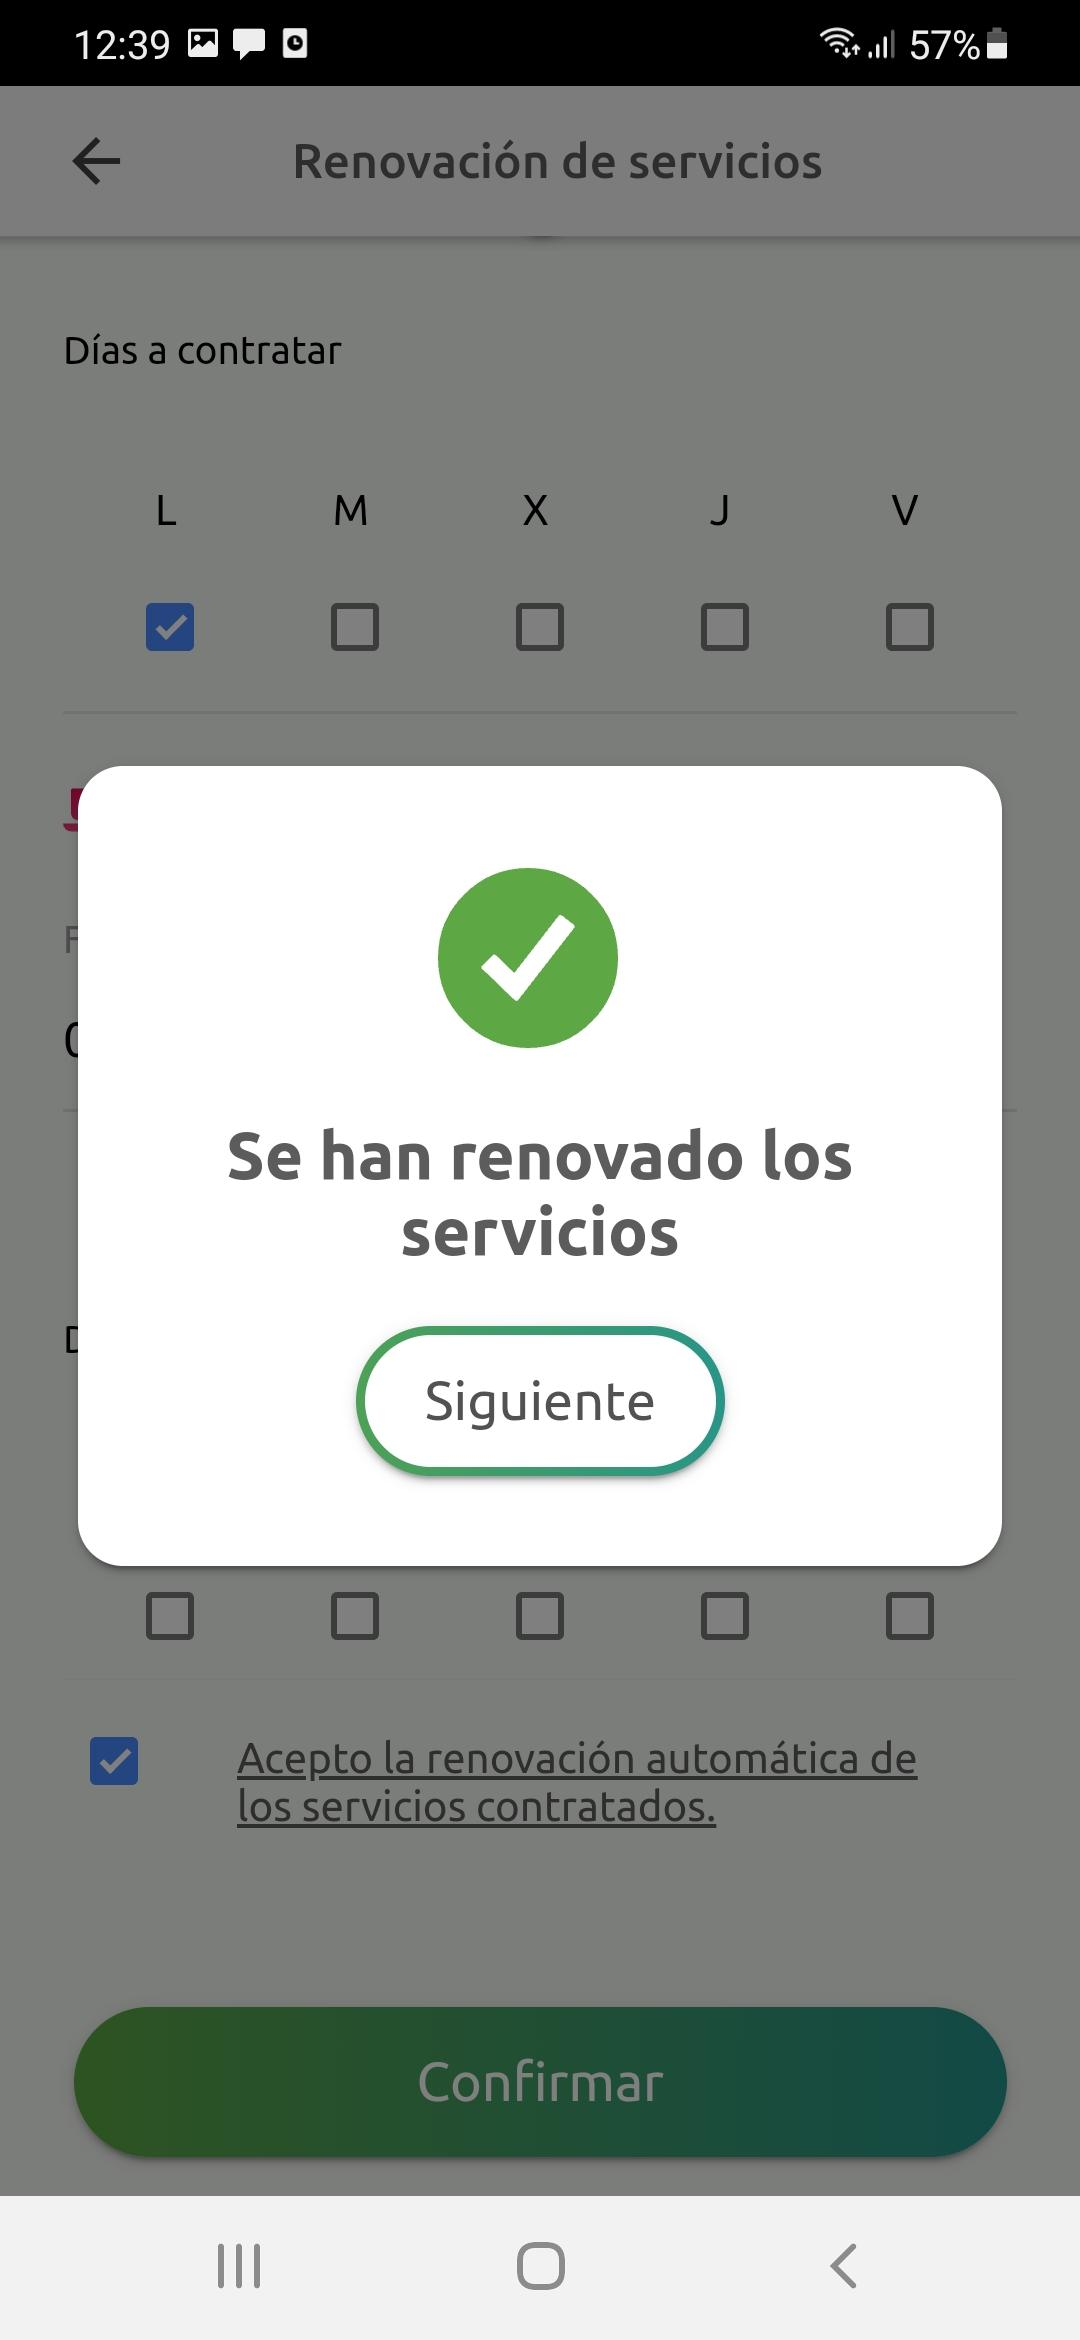 12:39
57%
Renovación de servicios
Días a contratar
L M X J V
Se han renovado los
servicios
Siguiente
Acepto la renovación automática de
los servicios contratados.
Confirmar